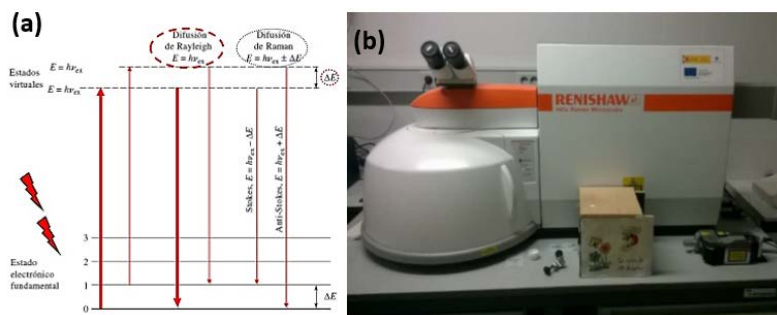 (a)
Difusión
de Rayleigh
E = hν_ex
Difusión
de Raman
E = hν_ex ± ΔE
Estados
virtuales
E = hν_ex
E = hν_ex
ΔE
Stokes, E = hν_ex − ΔE
Anti-Stokes, E = hν_ex + ΔE
Estado
electrónico
fundamental
3
2
1
0
ΔE
(b)
RENISHAW